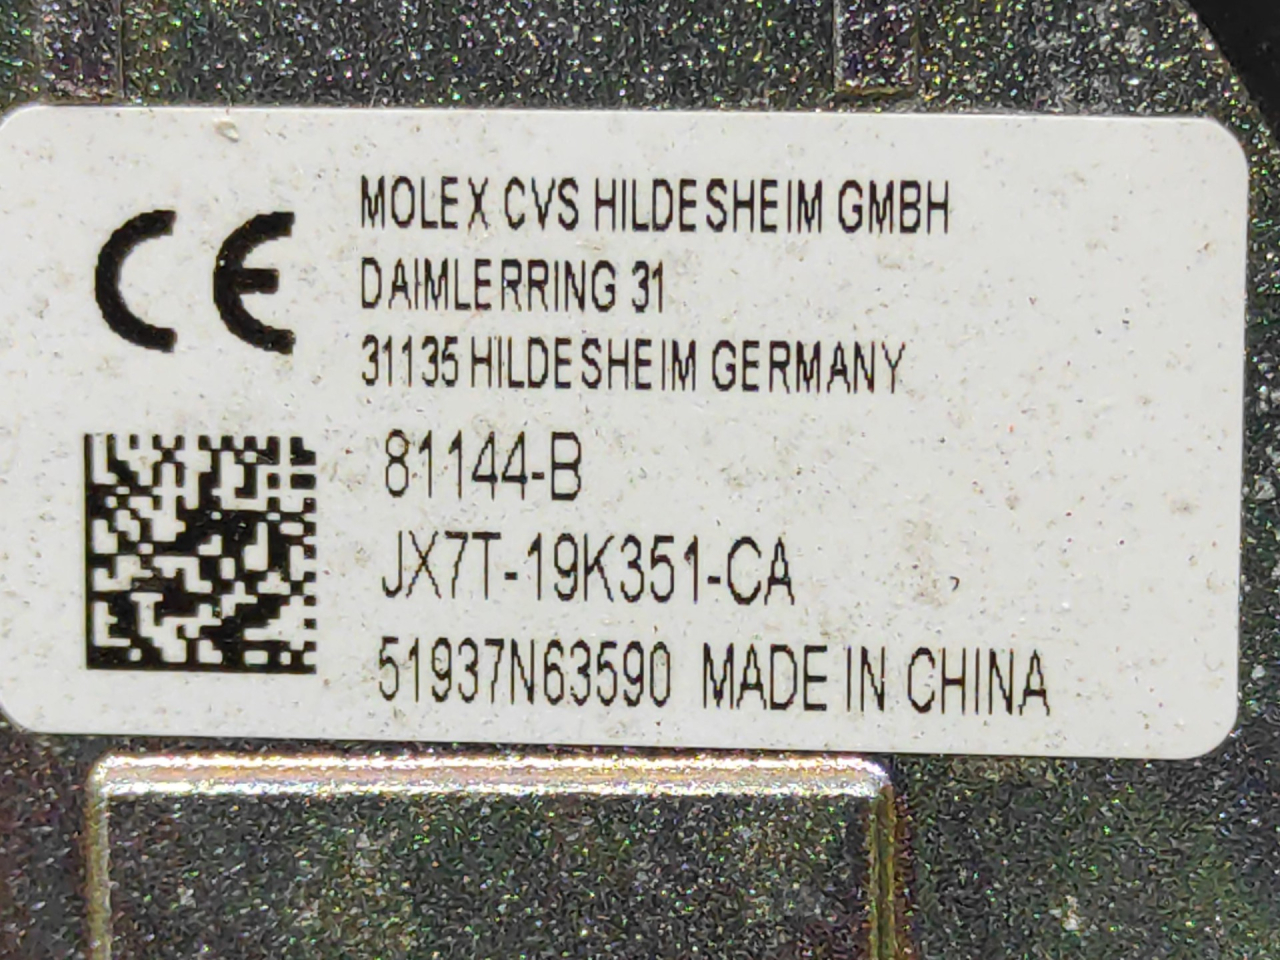 CE
MOLEX CVS HILDESHEIM GMBH
DAIMLERRING 31
31135 HILDESHEIM GERMANY
81144-B
JX7T-19K351-CA
51937N63590 MADE IN CHINA